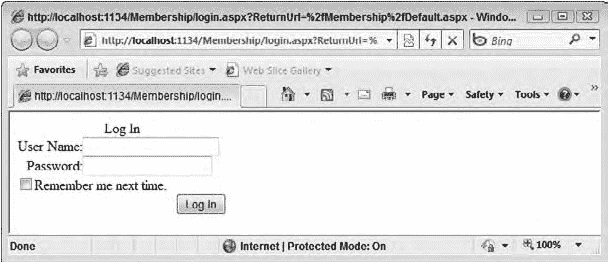 http://localhost:1134/Membership/login.aspx?ReturnUrl=%2fMembership%2fDefault.aspx - Windo...
http://localhost:1134/Membership/login.aspx?ReturnUrl=%
Bing
Favorites
Suggested Sites
Web Slice Gallery
http://localhost:1134/Membership/login....
Page
Safety
Tools
»
Log In
User Name:
Password:
Remember me next time.
Log In
Done
Internet | Protected Mode: On
100%